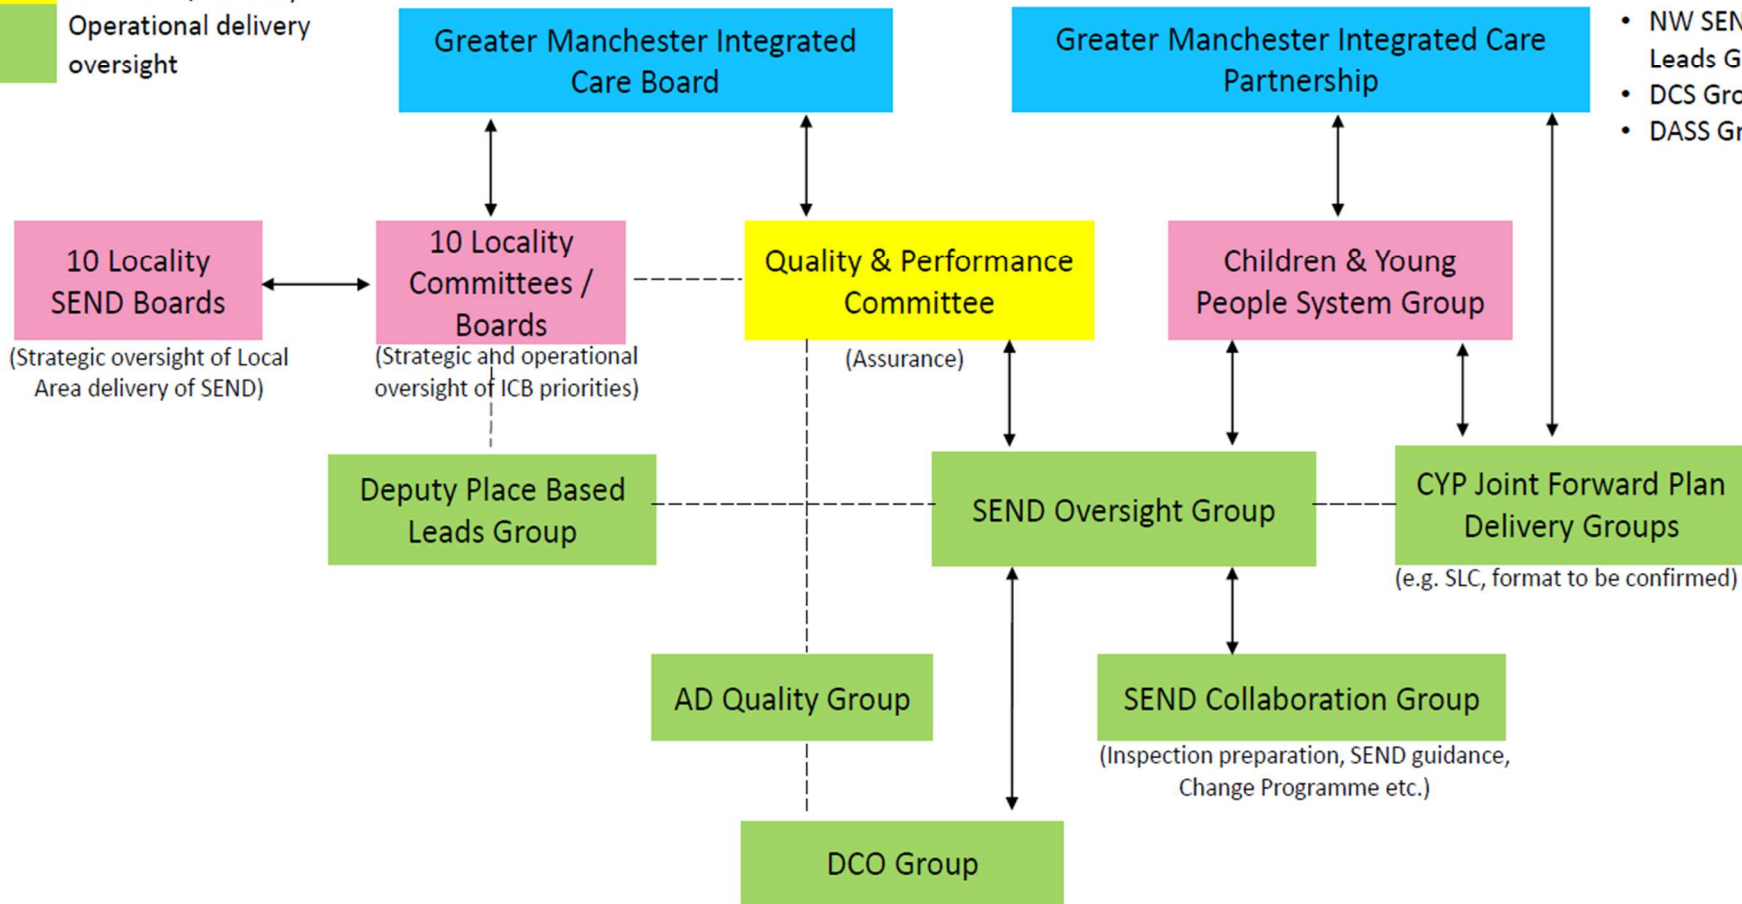 Operational delivery
oversight
Greater Manchester Integrated
Care Board
Greater Manchester Integrated Care
Partnership
• NW SEN
Leads G
• DCS Gro
• DASS Gr
10 Locality
SEND Boards
(Strategic oversight of Local
Area delivery of SEND)
10 Locality
Committees /
Boards
(Strategic and operational
oversight of ICB priorities)
Quality & Performance
Committee
(Assurance)
Children & Young
People System Group
Deputy Place Based
Leads Group
SEND Oversight Group
CYP Joint Forward Plan
Delivery Groups
(e.g. SLC, format to be confirmed)
AD Quality Group
SEND Collaboration Group
(Inspection preparation, SEND guidance,
Change Programme etc.)
DCO Group